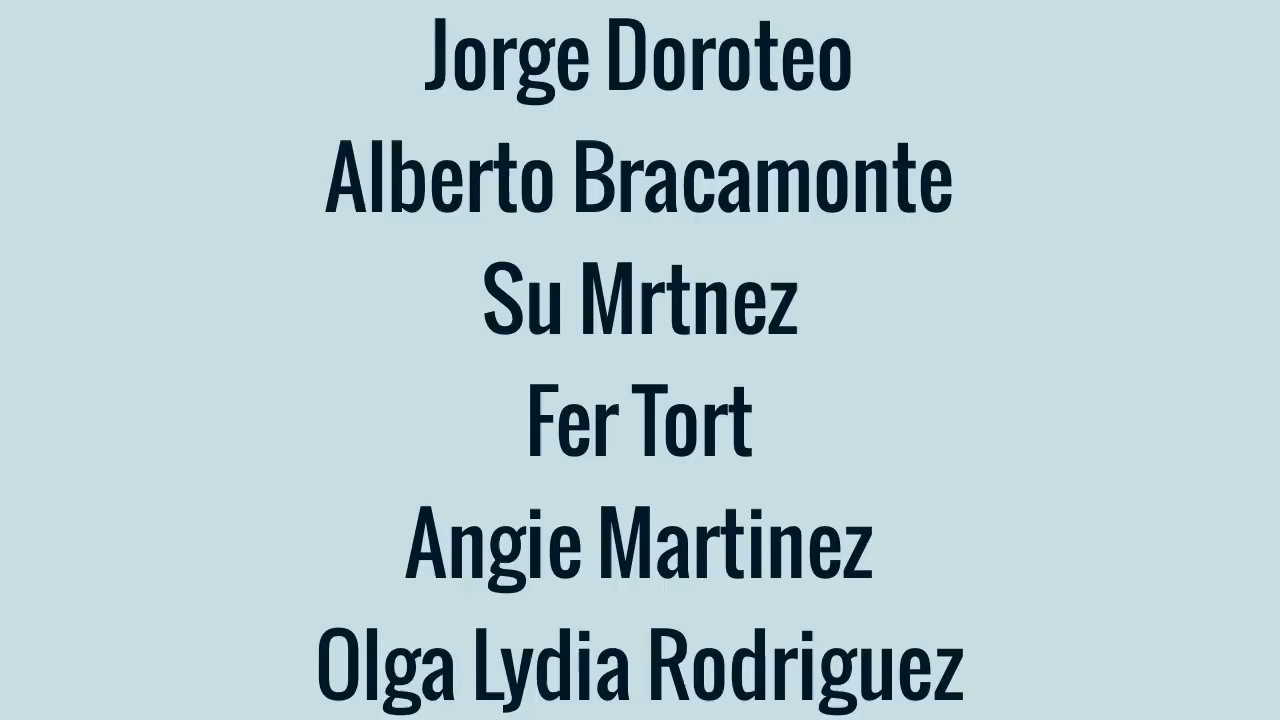 Jorge Doroteo
Alberto Bracamonte
Su Mrtnez
Fer Tort
Angie Martinez
Olga Lydia Rodriguez